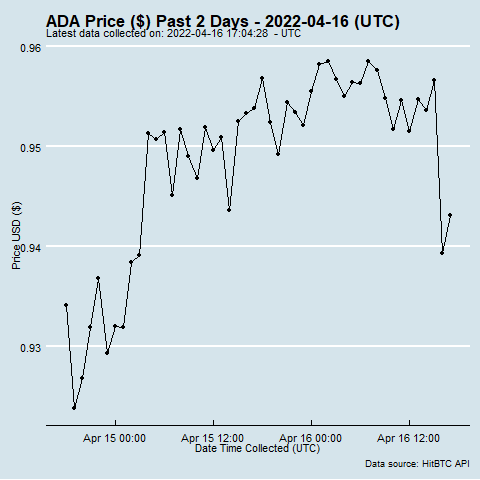 ADA Price ($) Past 2 Days - 2022-04-16 (UTC)
Latest data collected on: 2022-04-16 17:04:28 - UTC
0.96
0.95
0.94
0.93
Price USD ($)
Apr 15 00:00 Apr 15 12:00 Apr 16 00:00 Apr 16 12:00
Date Time Collected (UTC)
Data source: HitBTC API